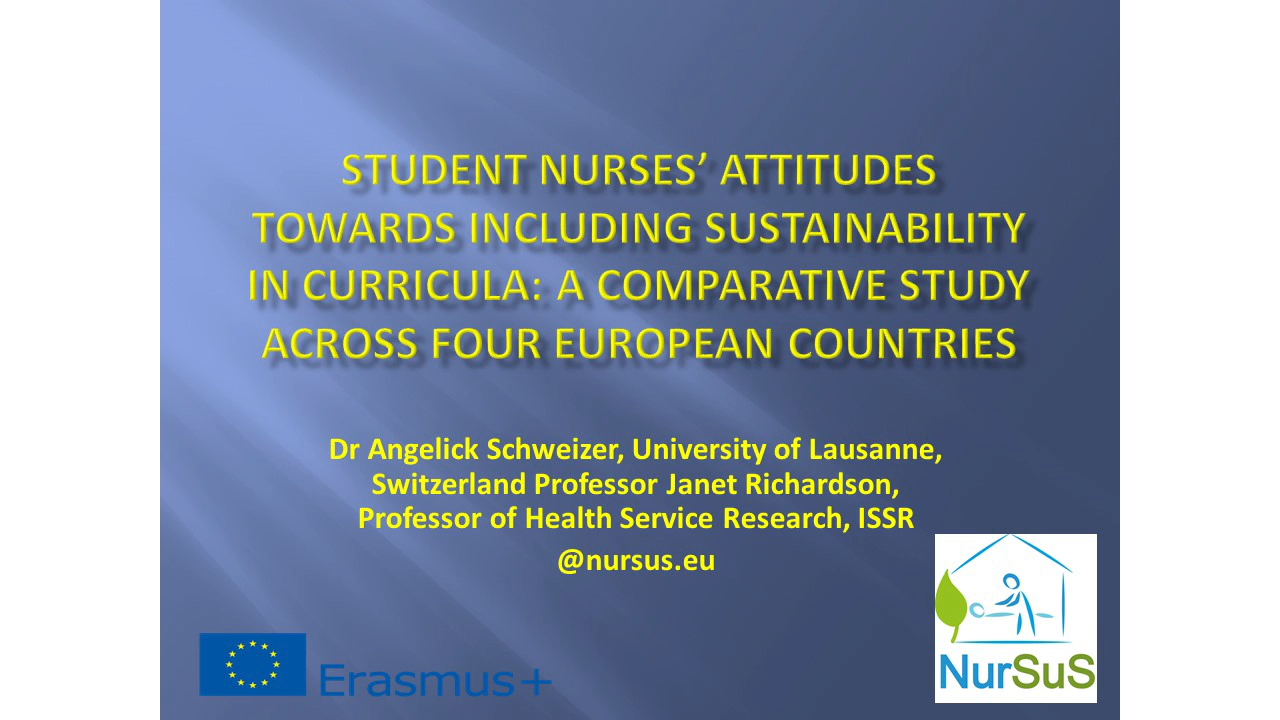 STUDENT NURSES’ ATTITUDES
TOWARDS INCLUDING SUSTAINABILITY
IN CURRICULA: A COMPARATIVE STUDY
ACROSS FOUR EUROPEAN COUNTRIES
Dr Angelick Schweizer, University of Lausanne,
Switzerland Professor Janet Richardson,
Professor of Health Service Research, ISSR
@nursus.eu
Erasmus+
NurSuS